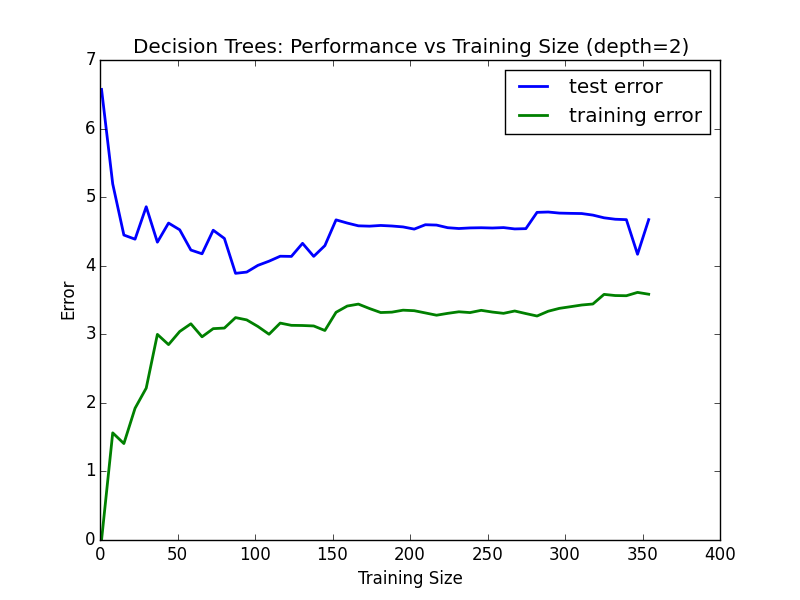 Decision Trees: Performance vs Training Size (depth=2)
test error
training error
7
6
5
4
3
2
1
0
Error
0 50 100 150 200 250 300 350 400
Training Size